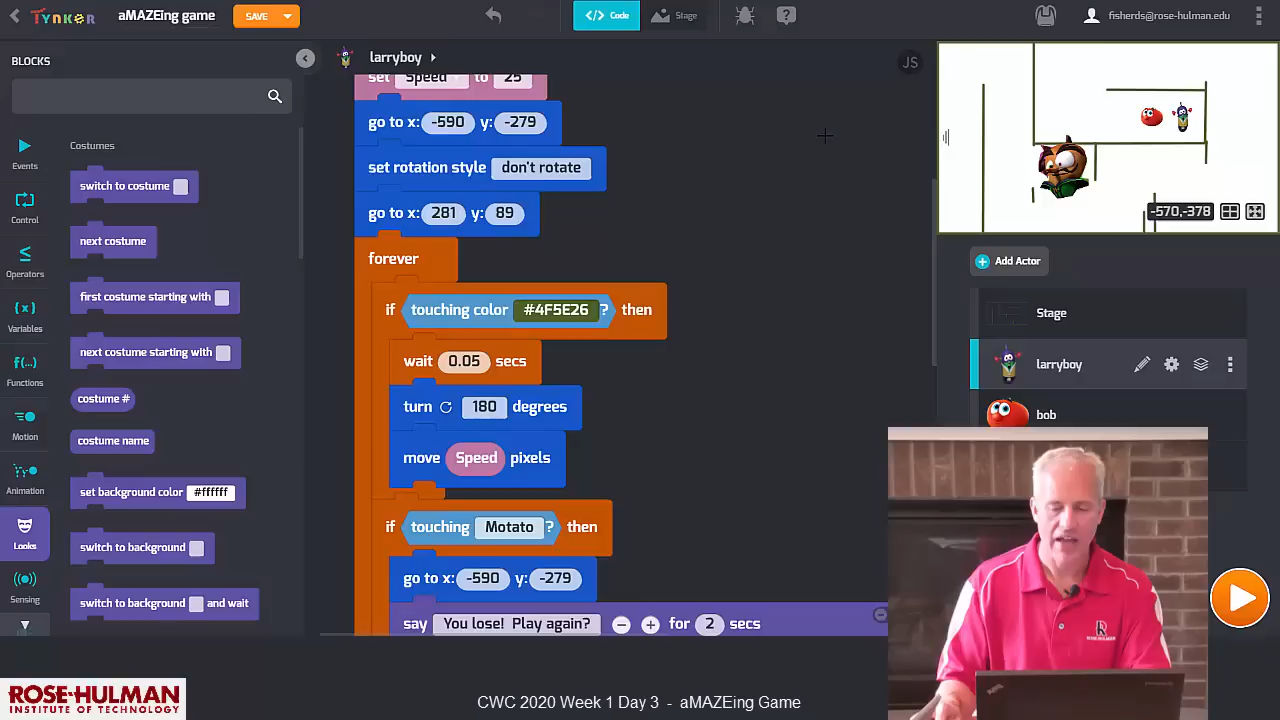 Tynker aMAZEing game SAVE </> Code Stage fisherds@rose-hulman.edu
BLOCKS
larryboy
JS
Events
Control
Operators
{x}
Variables
f(...)
Functions
Motion
Animation
Looks
Sensing
Costumes
switch to costume
next costume
first costume starting with
next costume starting with
costume #
costume name
set background color #ffffff
switch to background
switch to background and wait
set Speed to 25
go to x: -590 y: -279
set rotation style don't rotate
go to x: 281 y: 89
forever
if touching color #4F5E26 ? then
wait 0.05 secs
turn 180 degrees
move Speed pixels
if touching Motato ? then
go to x: -590 y: -279
say You lose! Play again? − + for 2 secs
-570,-378
Add Actor
Stage
larryboy
bob
ROSE-HULMAN
INSTITUTE OF TECHNOLOGY
CWC 2020 Week 1 Day 3 - aMAZEing Game